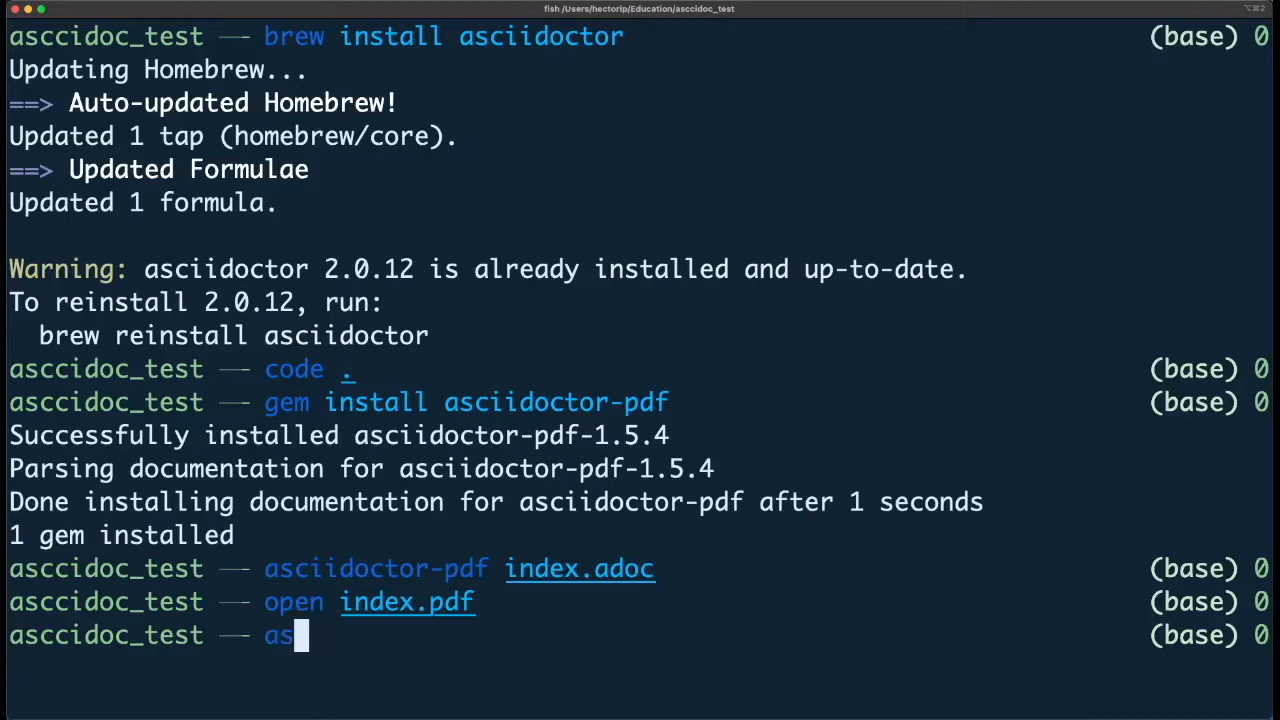 fish /Users/hectorip/Education/asccidoc_test
⌥⌘2
asccidoc_test –– brew install asciidoctor (base) 0
Updating Homebrew...
==> Auto-updated Homebrew!
Updated 1 tap (homebrew/core).
==> Updated Formulae
Updated 1 formula.
Warning: asciidoctor 2.0.12 is already installed and up-to-date.
To reinstall 2.0.12, run:
brew reinstall asciidoctor
asccidoc_test –– code . (base) 0
asccidoc_test –– gem install asciidoctor-pdf (base) 0
Successfully installed asciidoctor-pdf-1.5.4
Parsing documentation for asciidoctor-pdf-1.5.4
Done installing documentation for asciidoctor-pdf after 1 seconds
1 gem installed
asccidoc_test –– asciidoctor-pdf index.adoc (base) 0
asccidoc_test –– open index.pdf (base) 0
asccidoc_test –– as (base) 0